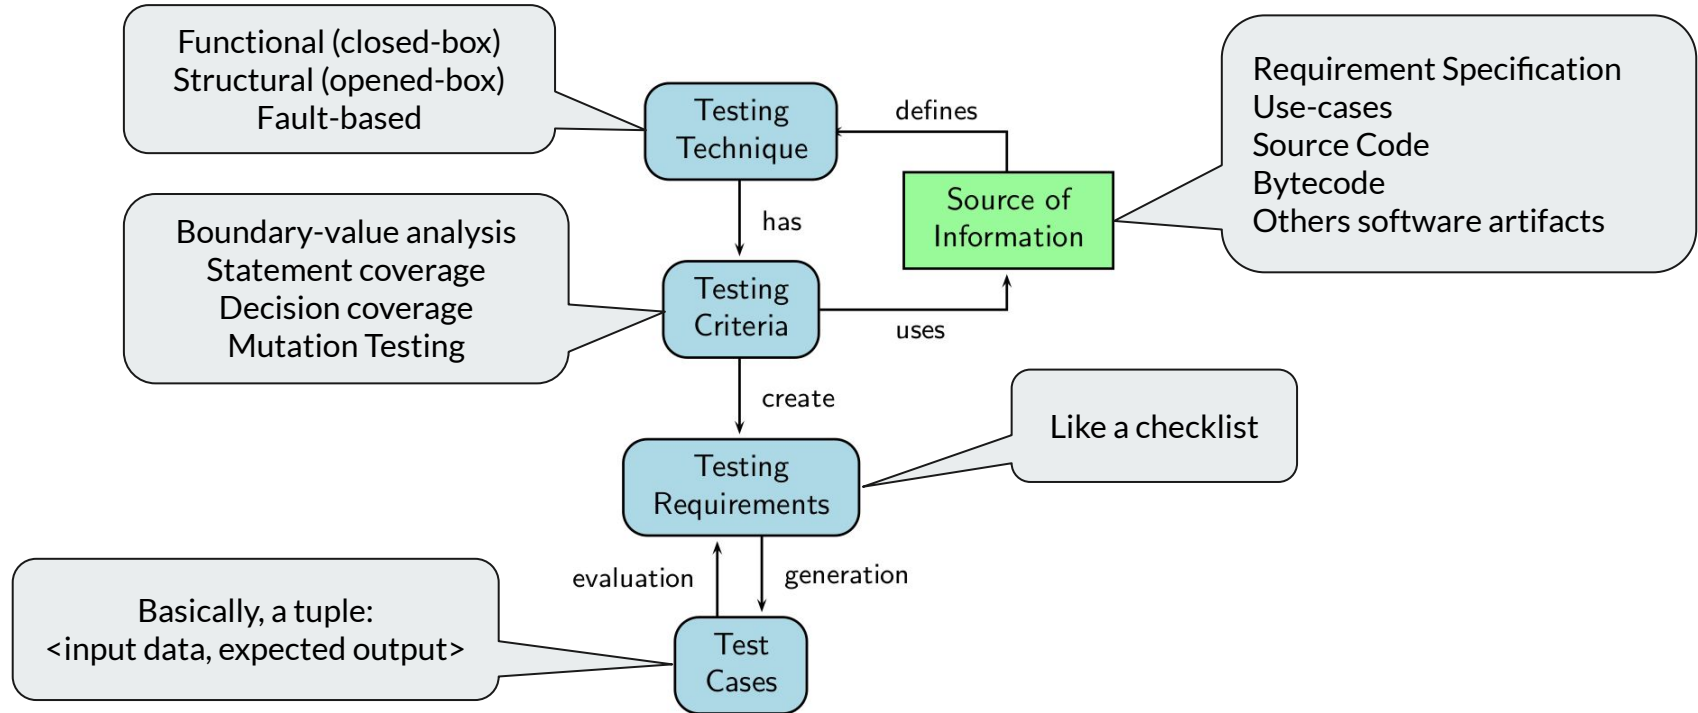 Functional (closed-box)
Structural (opened-box)
Fault-based
Testing
Technique
defines
Requirement Specification
Use-cases
Source Code
Bytecode
Others software artifacts
Source of
Information
has
Boundary-value analysis
Statement coverage
Decision coverage
Mutation Testing
Testing
Criteria
uses
create
Like a checklist
Testing
Requirements
evaluation
generation
Basically, a tuple:
<input data, expected output>
Test
Cases